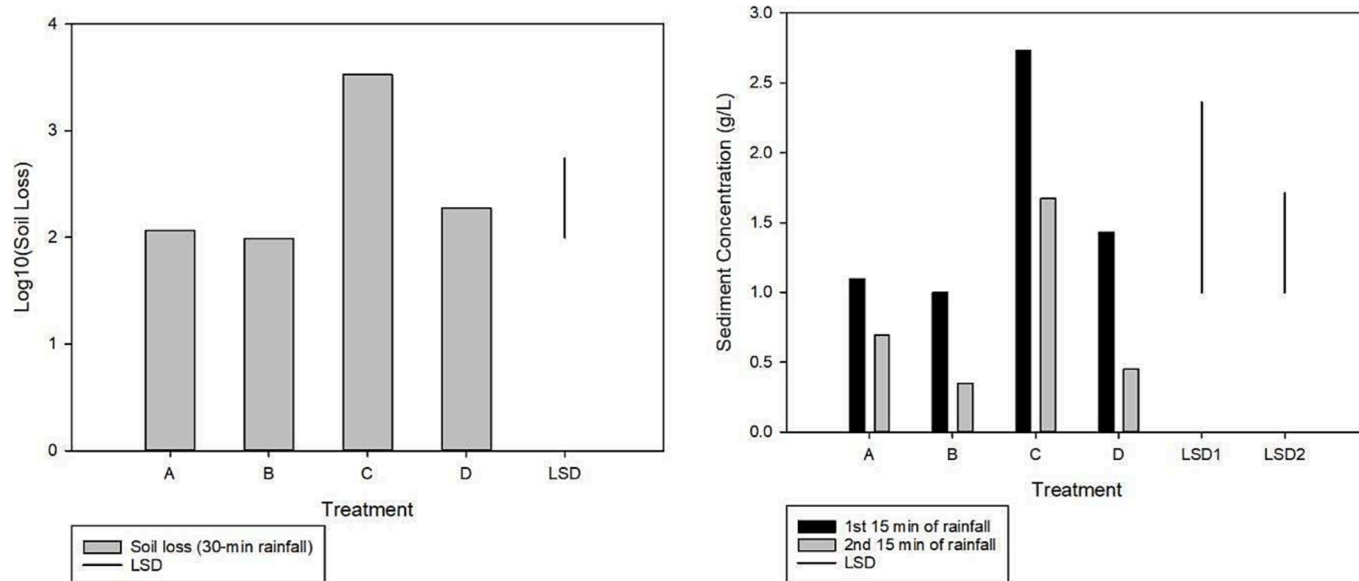 4
3
2
1
0
Log10(Soil Loss)
A B C D LSD
Treatment
Soil loss (30-min rainfall)
LSD
3.0
2.5
2.0
1.5
1.0
0.5
0.0
Sediment Concentration (g/L)
A B C D LSD1 LSD2
Treatment
1st 15 min of rainfall
2nd 15 min of rainfall
LSD